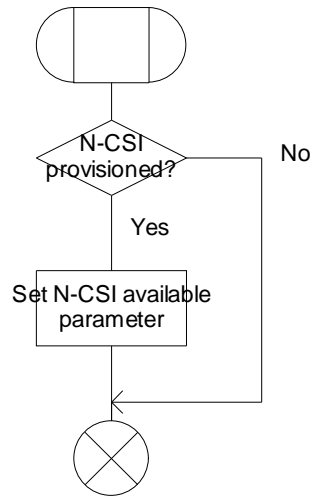 N-CSI
provisioned?
No
Yes
Set N-CSI available
parameter